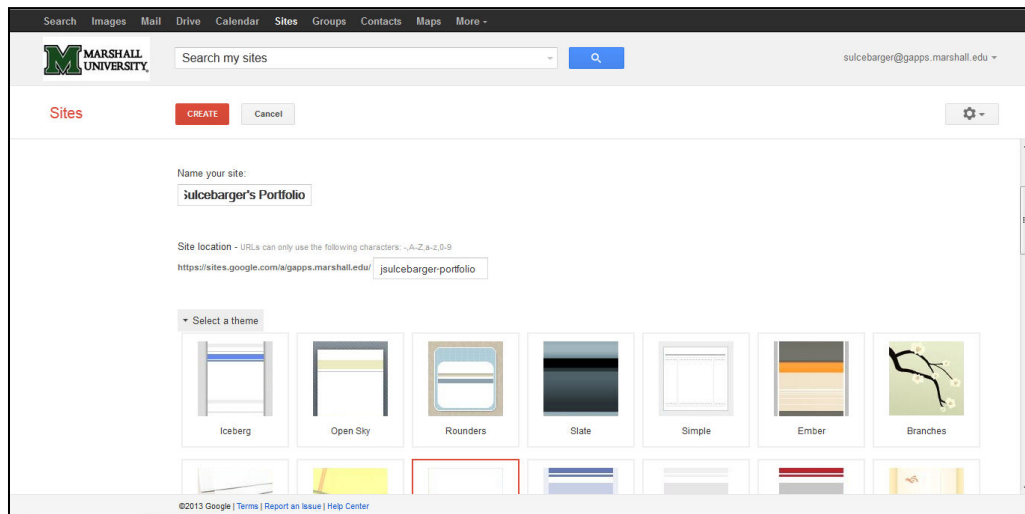 Search Images Mail Drive Calendar Sites Groups Contacts Maps More
MARSHALL
UNIVERSITY.
Search my sites
sulcebarger@gapps.marshall.edu
Sites
CREATE
Cancel
Name your site:
Sulcebarger's Portfolio
Site location - URLs can only use the following characters: -,A-Z,a-z,0-9
https://sites.google.com/a/gapps.marshall.edu/ jsulcebarger-portfolio
Select a theme
Iceberg Open Sky Rounders Slate Simple Ember Branches
©2013 Google | Terms | Report an Issue | Help Center